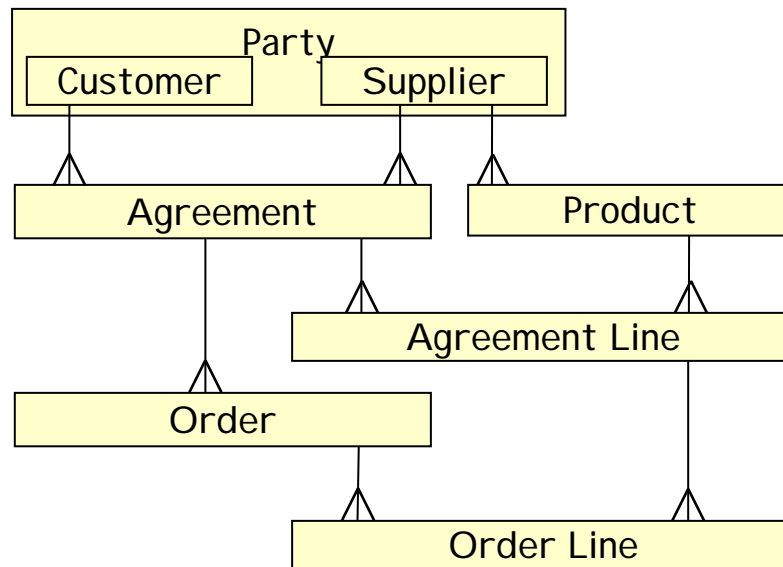 Party
Customer
Supplier
Agreement
Product
Agreement Line
Order
Order Line